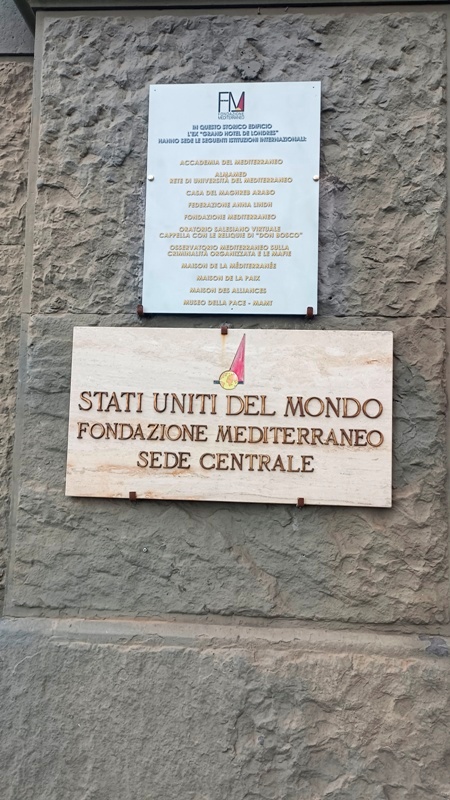 FM
FONDAZIONE
MEDITERRANEO
IN QUESTO STORICO EDIFICIO
L'EX "GRAND HOTEL DE LONDRES"
HANNO SEDE LE SEGUENTI ISTITUZIONI INTERNAZIONALI:
ACCADEMIA DEL MEDITERRANEO
ALMAMED
RETE DI UNIVERSITÀ DEL MEDITERRANEO
CASA DEL MAGHREB ARABO
FEDERAZIONE ANNA LINDH
FONDAZIONE MEDITERRANEO
ORATORIO SALESIANO VIRTUALE
CAPPELLA CON LE RELIQUIE DI "DON BOSCO"
OSSERVATORIO MEDITERRANEO SULLA
CRIMINALITÀ ORGANIZZATA E LE MAFIE
MAISON DE LA MÉDITERRANÉE
MAISON DE LA PAIX
MAISON DES ALLIANCES
MUSEO DELLA PACE - MAMT
STATI UNITI DEL MONDO
FONDAZIONE MEDITERRANEO
SEDE CENTRALE